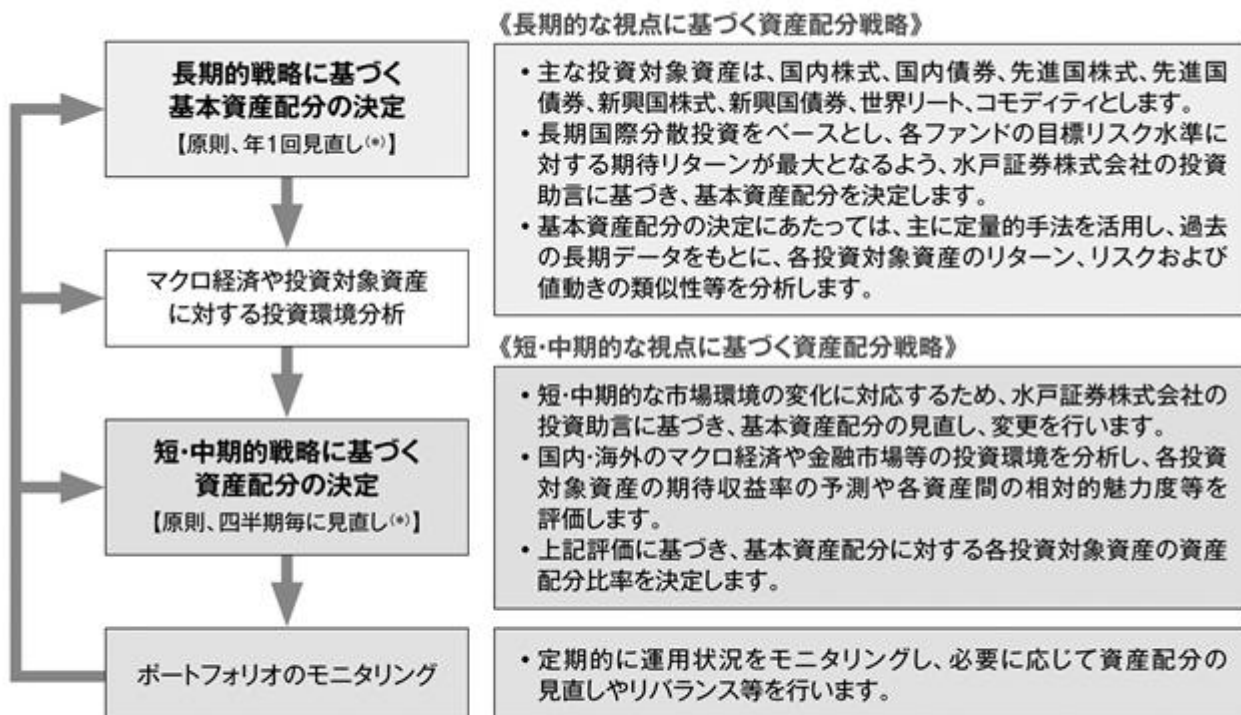 長期的戦略に基づく
基本資産配分の決定
【原則、年1回見直し(*)】
マクロ経済や投資対象資産
に対する投資環境分析
短・中期的戦略に基づく
資産配分の決定
【原則、四半期毎に見直し(*)】
ポートフォリオのモニタリング
《長期的な視点に基づく資産配分戦略》
・主な投資対象資産は、国内株式、国内債券、先進国株式、先進国
債券、新興国株式、新興国債券、世界リート、コモディティとします。
・長期国際分散投資をベースとし、各ファンドの目標リスク水準に
対する期待リターンが最大となるよう、水戸証券株式会社の投資
助言に基づき、基本資産配分を決定します。
・基本資産配分の決定にあたっては、主に定量的手法を活用し、過去
の長期データをもとに、各投資対象資産のリターン、リスクおよび
値動きの類似性等を分析します。
《短・中期的な視点に基づく資産配分戦略》
・短・中期的な市場環境の変化に対応するため、水戸証券株式会社の
投資助言に基づき、基本資産配分の見直し、変更を行います。
・国内・海外のマクロ経済や金融市場等の投資環境を分析し、各投資
対象資産の期待収益率の予測や各資産間の相対的魅力度等を
評価します。
・上記評価に基づき、基本資産配分に対する各投資対象資産の資産
配分比率を決定します。
・定期的に運用状況をモニタリングし、必要に応じて資産配分の
見直しやリバランス等を行います。